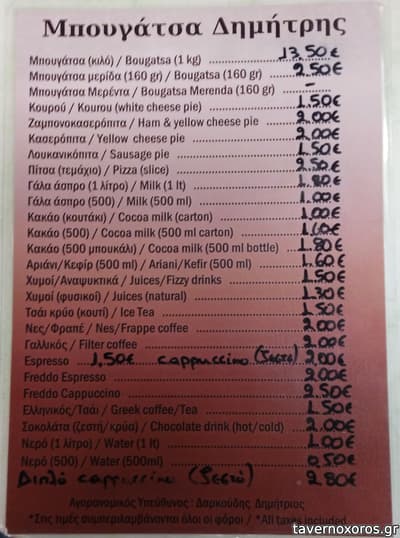 Μπουγάτσα Δημήτρης
Μπουγάτσα (κιλό) / Bougatsa (1 kg) 13,50€
Μπουγάτσα μερίδα (160 gr) / Bougatsa (160 gr) 2.50€
Μπουγάτσα Μερέντα / Bougatsa Merenda (160 gr) –
Κουρού / Kourou (white cheese pie) 1.50€
Ζαμπονοκασερόπιτα / Ham & yellow cheese pie 2.00€
Κασερόπιτα / Yellow cheese pie 2.00€
Λουκανικόπιτα / Sausage pie 1.50€
Πίτσα (τεμάχιο) / Pizza (slice) 2.50€
Γάλα άσπρο (1 λίτρο) / Milk (1 lt) 1.80€
Γάλα άσπρο (500) / Milk (500 ml) 1.00€
Κακάο (κουτάκι) / Cocoa milk (carton) 1.00€
Κακάο (500) / Cocoa milk (500 ml carton) 1.60€
Κακάο (500 μπουκάλι) / Cocoa milk (500 ml bottle) 1.80€
Αριάνι/Κεφίρ (500 ml) / Ariani/Kefir (500 ml) 1.60€
Χυμοί/Αναψυκτικά / Juices/Fizzy drinks 1.50€
Χυμοί (φυσικοί) / Juices (natural) 1.30€
Τσάι κρύο (κουτί) / Ice Tea 1.50€
Νες/Φραπέ / Nes/Frappe coffee 2.00€
Γαλλικός / Filter coffee 2.00€
Espresso 1,50€ cappuccino (ζεστό) 2,00€
Freddo Espresso 2.00€
Freddo Cappuccino 2.50€
Ελληνικός/Τσάι / Greek coffee/Tea 1.50€
Σοκολάτα (ζεστή/κρύα) / Chocolate drink (hot/cold) 2.00€
Νερό (1 λίτρο) / Water (1 lt) 1.00€
Νερό (500) / Water (500ml) 0,50€
Διπλό cappuccino (ζεστό) 2.80€
Αγορανομικός Υπεύθυνος : Δαρκούδης Δημήτριος
*Στις τιμές συμπεριλαμβάνονται όλοι οι φόροι / *All taxes included
tavernoxoros.gr